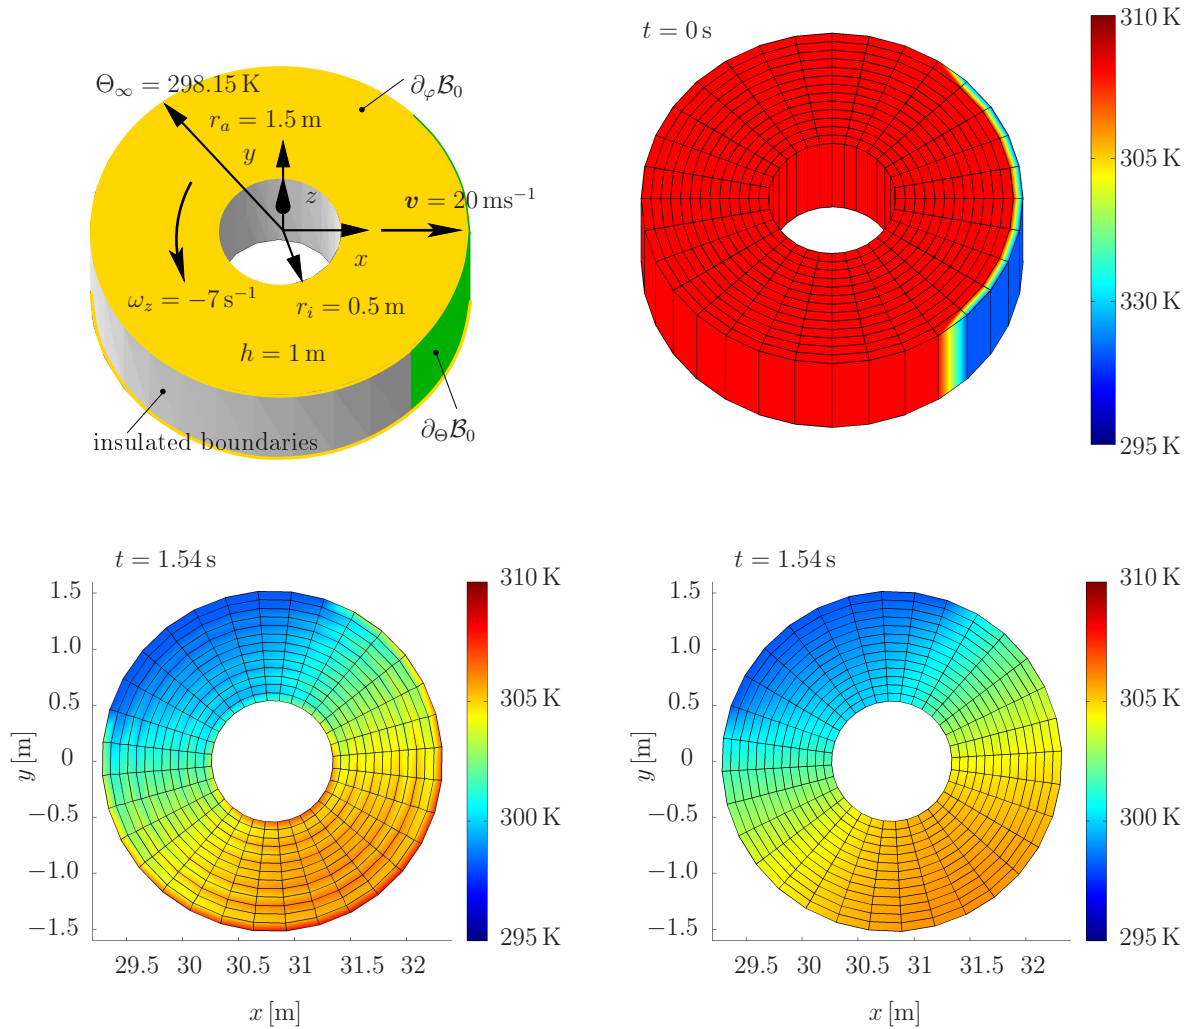 Θ∞ = 298.15 K
∂φB0
ra = 1.5 m
y
z
v = 20 ms−1
x
ωz = −7 s−1
ri = 0.5 m
h = 1 m
∂ΘB0
insulated boundaries
t = 0 s
310 K
305 K
330 K
295 K
t = 1.54 s
1.5
1.0
0.5
0
−0.5
−1.0
−1.5
y [m]
29.5 30 30.5 31 31.5 32
x [m]
310 K
305 K
300 K
295 K
t = 1.54 s
1.5
1.0
0.5
0
−0.5
−1.0
−1.5
y [m]
29.5 30 30.5 31 31.5 32
x [m]
310 K
305 K
300 K
295 K